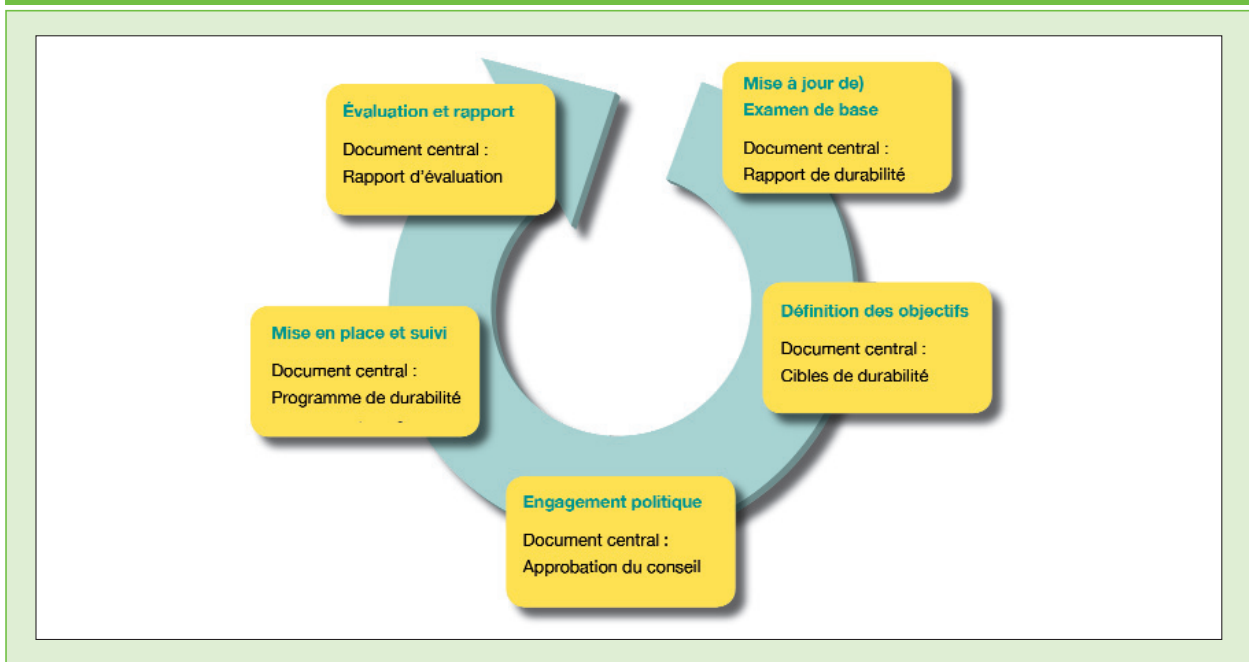 Mise à jour de)
Examen de base
Document central :
Rapport de durabilité
Définition des objectifs
Document central :
Cibles de durabilité
Engagement politique
Document central :
Approbation du conseil
Mise en place et suivi
Document central :
Programme de durabilité
Évaluation et rapport
Document central :
Rapport d'évaluation